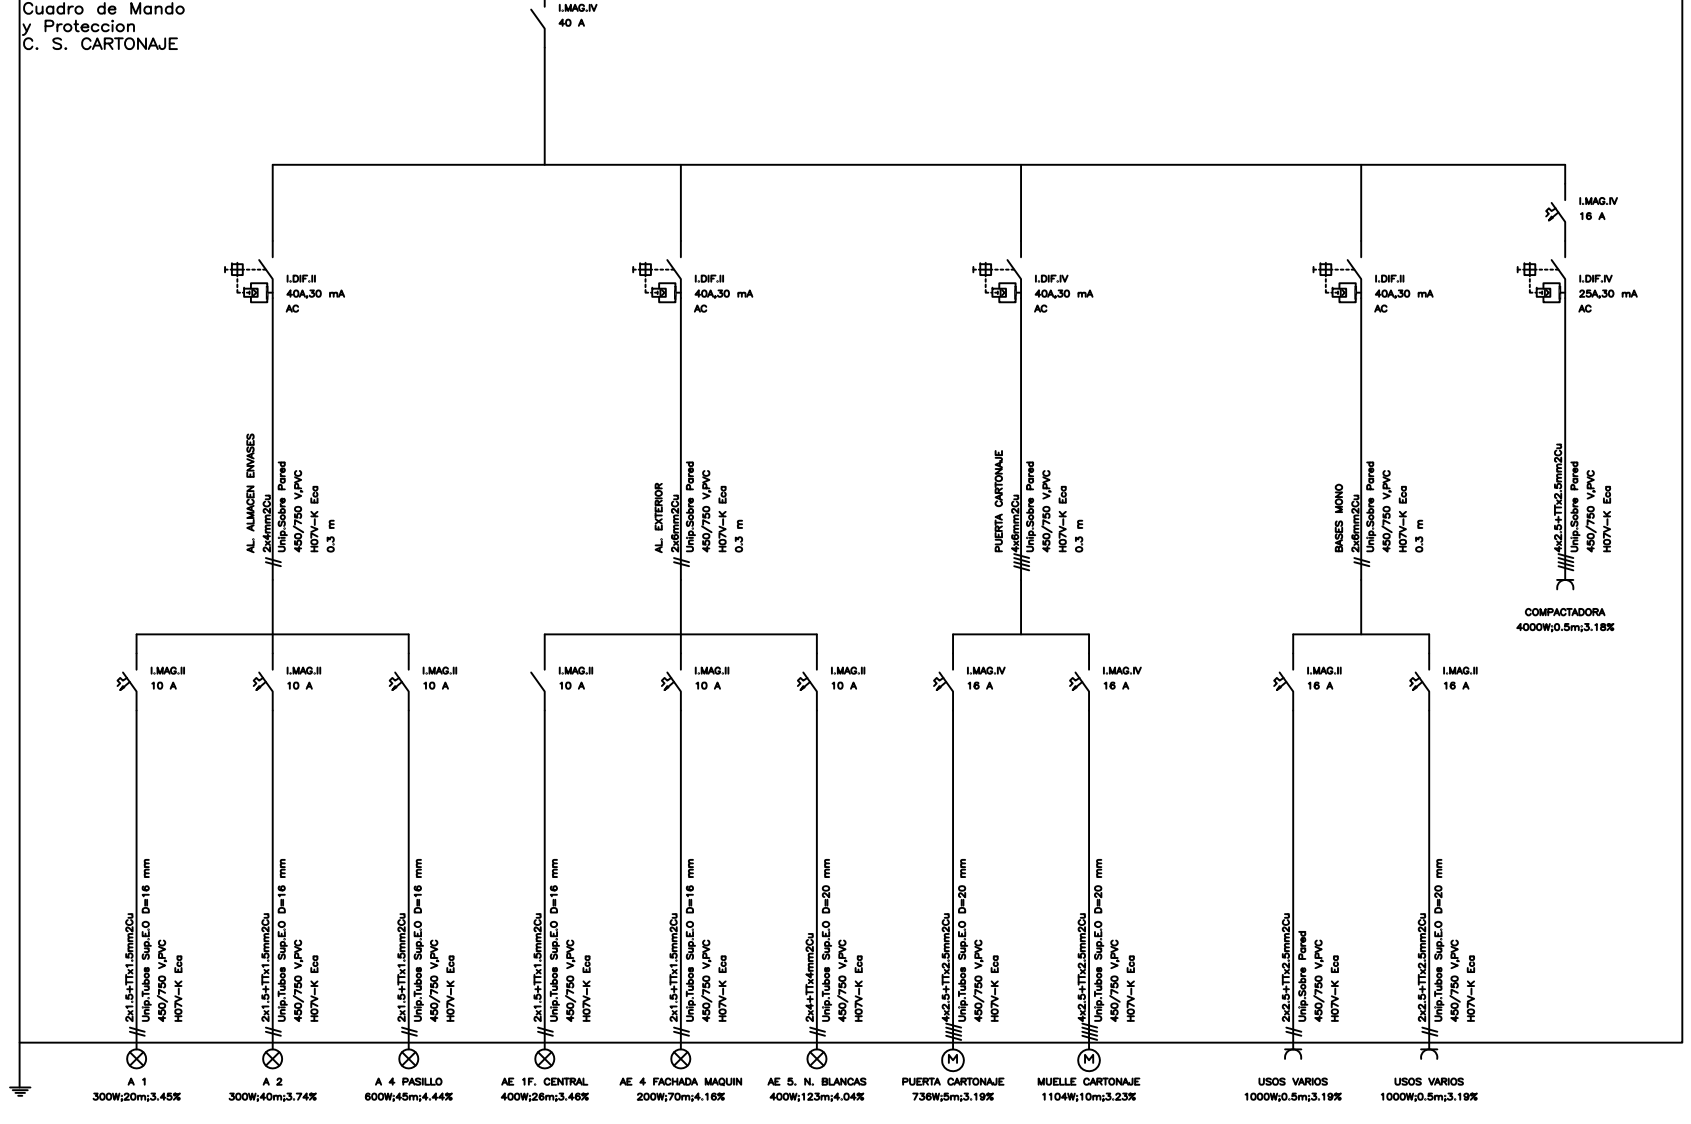 Cuadro de Mando
y Proteccion
C. S. CARTONAJE
I.MAG.IV
40 A
I.MAG.IV
16 A
I.DIF.II
40A,30 mA
AC
I.DIF.II
40A,30 mA
AC
I.DIF.IV
40A,30 mA
AC
I.DIF.II
40A,30 mA
AC
I.DIF.IV
25A,30 mA
AC
AL. ALMACEN ENVASES
2x4mm2Cu
Unip.Sobre Pared
450/750 V,PVC
H07V-K Eca
0.3 m
AL. EXTERIOR
2x6mm2Cu
Unip.Sobre Pared
450/750 V,PVC
H07V-K Eca
0.3 m
PUERTA CARTONAJE
4x6mm2Cu
Unip.Sobre Pared
450/750 V,PVC
H07V-K Eca
0.3 m
BASES MONO
2x6mm2Cu
Unip.Sobre Pared
450/750 V,PVC
H07V-K Eca
0.3 m
4x2.5+TTx2.5mm2Cu
Unip.Sobre Pared
450/750 V,PVC
H07V-K Eca
COMPACTADORA
4000W;0.5m;3.18%
I.MAG.II
10 A
I.MAG.II
10 A
I.MAG.II
10 A
I.MAG.II
10 A
I.MAG.II
10 A
I.MAG.II
10 A
I.MAG.IV
16 A
I.MAG.IV
16 A
I.MAG.II
16 A
I.MAG.II
16 A
2x1.5+TTx1.5mm2Cu
Unip.Tubos Sup.E.O D=16 mm
450/750 V,PVC
H07V-K Eca
2x1.5+TTx1.5mm2Cu
Unip.Tubos Sup.E.O D=16 mm
450/750 V,PVC
H07V-K Eca
2x1.5+TTx1.5mm2Cu
Unip.Tubos Sup.E.O D=16 mm
450/750 V,PVC
H07V-K Eca
2x1.5+TTx1.5mm2Cu
Unip.Tubos Sup.E.O D=16 mm
450/750 V,PVC
H07V-K Eca
2x1.5+TTx1.5mm2Cu
Unip.Tubos Sup.E.O D=16 mm
450/750 V,PVC
H07V-K Eca
2x4+TTx4mm2Cu
Unip.Tubos Sup.E.O D=20 mm
450/750 V,PVC
H07V-K Eca
4x2.5+TTx2.5mm2Cu
Unip.Tubos Sup.E.O D=20 mm
450/750 V,PVC
H07V-K Eca
4x2.5+TTx2.5mm2Cu
Unip.Tubos Sup.E.O D=20 mm
450/750 V,PVC
H07V-K Eca
2x2.5+TTx2.5mm2Cu
Unip.Sobre Pared
450/750 V,PVC
H07V-K Eca
2x2.5+TTx2.5mm2Cu
Unip.Tubos Sup.E.O D=20 mm
450/750 V,PVC
H07V-K Eca
M
M
A 1
300W;20m;3.45%
A 2
300W;40m;3.74%
A 4 PASILLO
600W;45m;4.44%
AE 1F. CENTRAL
400W;26m;3.46%
AE 4 FACHADA MAQUIN
200W;70m;4.16%
AE 5. N. BLANCAS
400W;123m;4.04%
PUERTA CARTONAJE
736W;5m;3.19%
MUELLE CARTONAJE
1104W;10m;3.23%
USOS VARIOS
1000W;0.5m;3.19%
USOS VARIOS
1000W;0.5m;3.19%